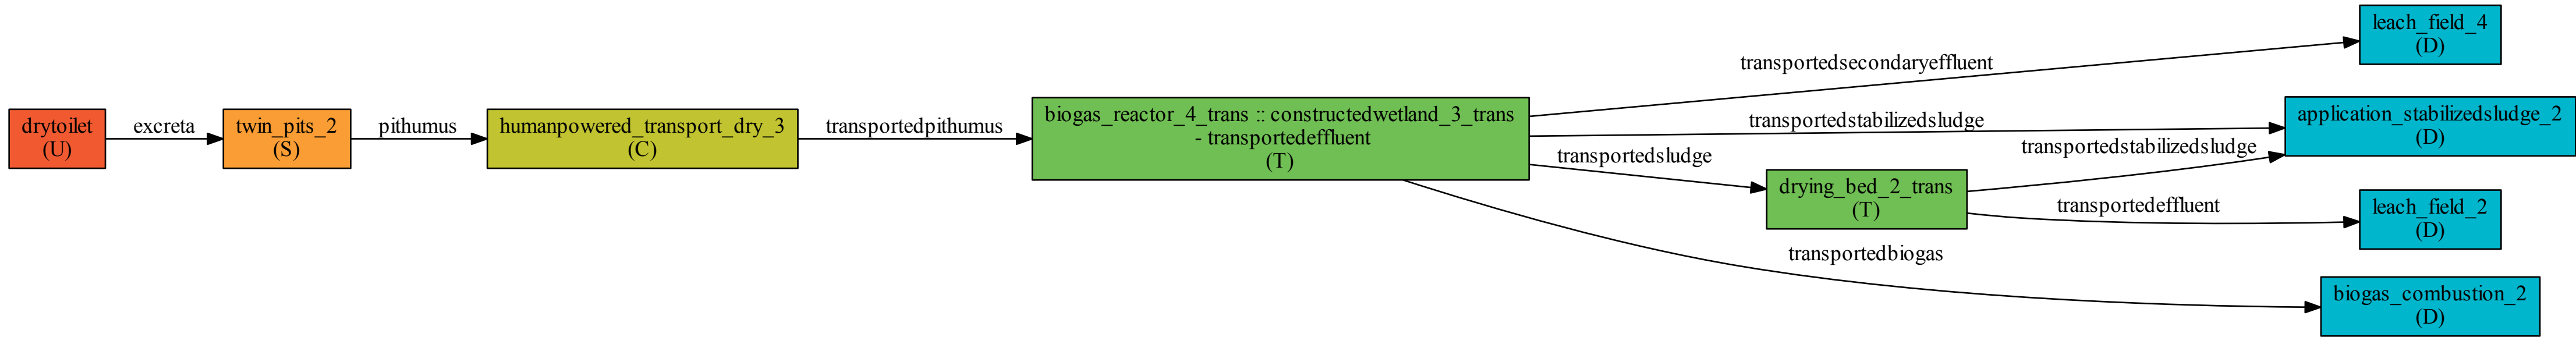 drytoilet
(U)
excreta
twin_pits_2
(S)
pithumus
humanpowered_transport_dry_3
(C)
transportedpithumus
biogas_reactor_4_trans :: constructedwetland_3_trans
- transportedeffluent
(T)
transportedsecondaryeffluent
transportedstabilizedsludge
transportedsludge
transportedbiogas
drying_bed_2_trans
(T)
transportedstabilizedsludge
transportedeffluent
leach_field_4
(D)
application_stabilizedsludge_2
(D)
leach_field_2
(D)
biogas_combustion_2
(D)